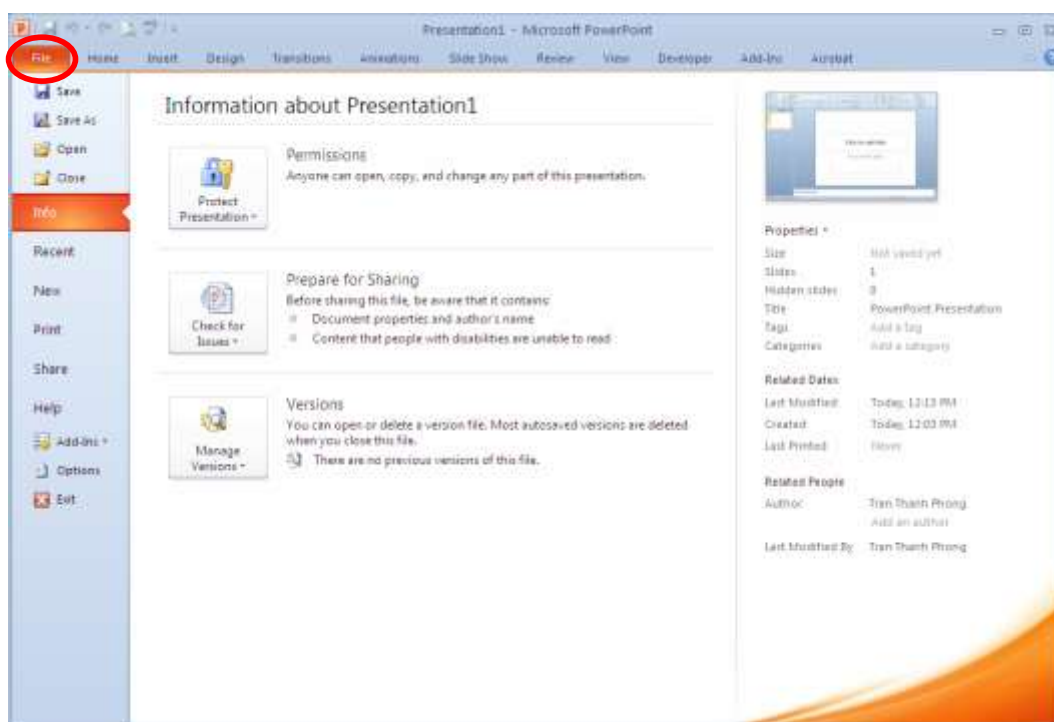 Presentation1 - Microsoft PowerPoint
File Home Insert Design Transitions Animations Slide Show Review View Developer Add-Ins Acrobat
Save
Save As
Open
Close
Info
Recent
New
Print
Share
Help
Add-Ins
Options
Exit
Information about Presentation1
Protect
Presentation
Permissions
Anyone can open, copy, and change any part of this presentation.
Check for
Issues
Prepare for Sharing
Before sharing this file, be aware that it contains:
Document properties and author's name
Content that people with disabilities are unable to read
Manage
Versions
Versions
You can open or delete a version file. Most autosaved versions are deleted
when you close this file.
There are no previous versions of this file.
Properties
Size Not saved yet
Slides 1
Hidden slides 0
Title PowerPoint Presentation
Tags Add a tag
Categories Add a category
Related Dates
Last Modified Today, 12:13 PM
Created Today, 12:03 PM
Last Printed Never
Related People
Author Tran Thanh Phong
Add an author
Last Modified By Tran Thanh Phong